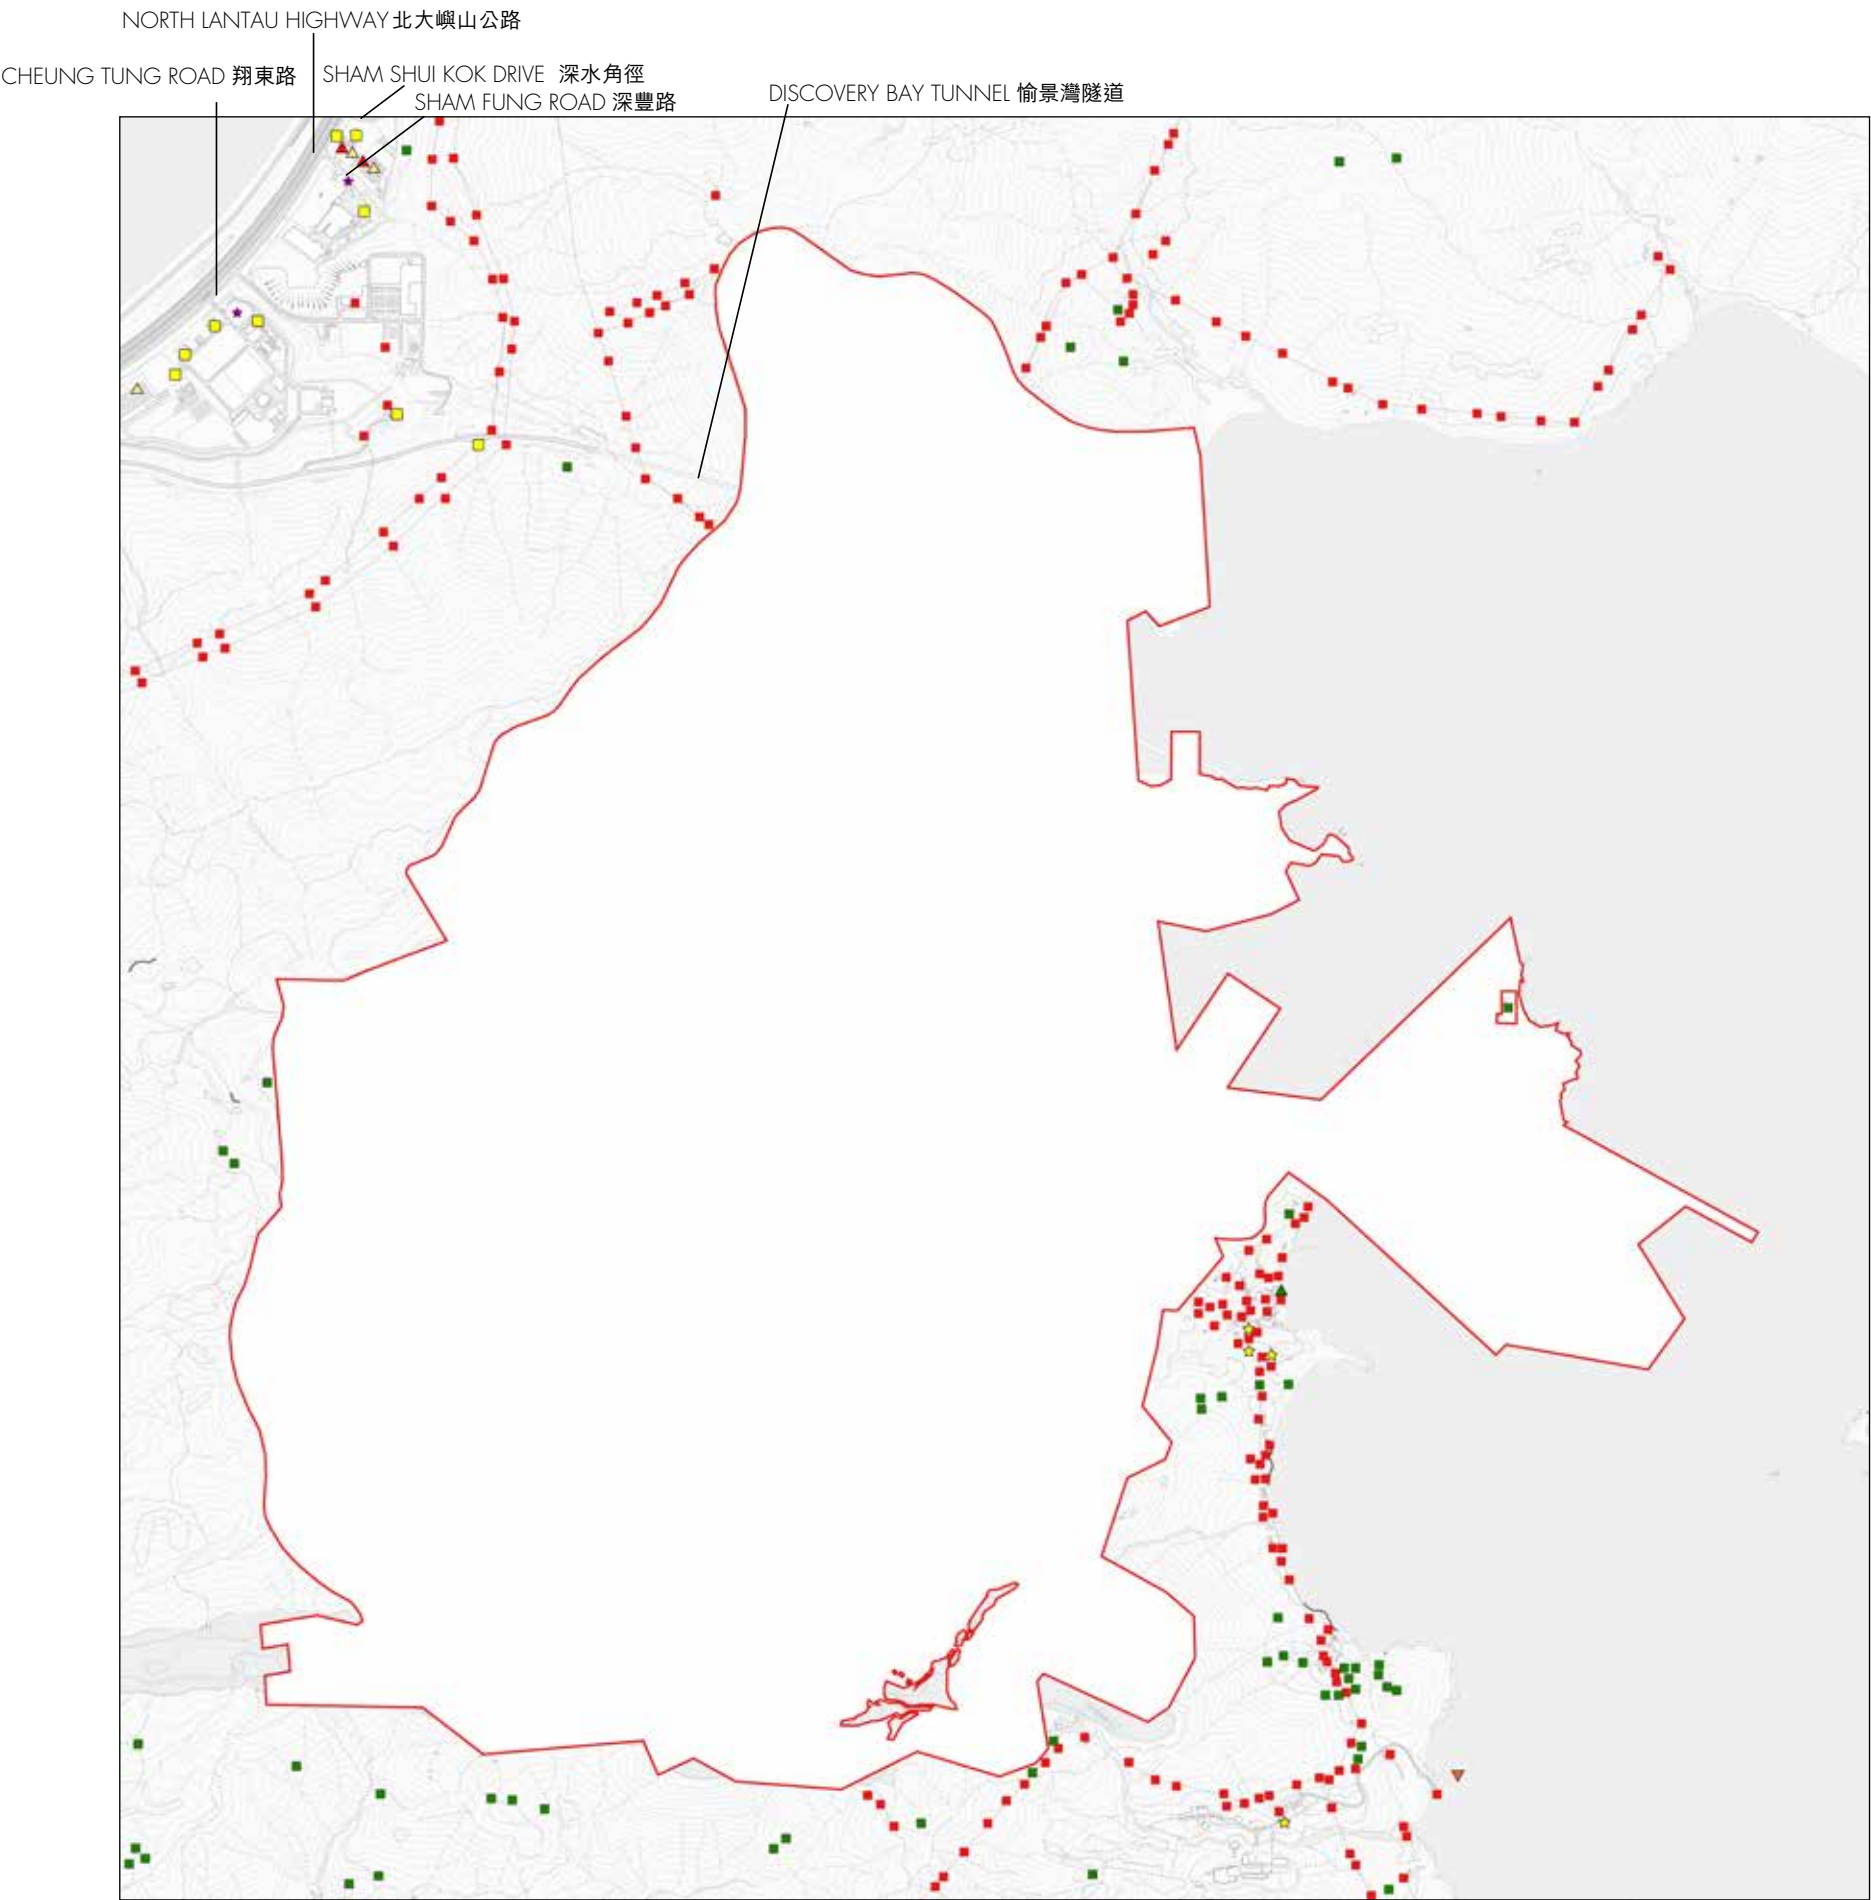 NORTH LANTAU HIGHWAY 北大嶼山公路
CHEUNG TUNG ROAD 翔東路
SHAM SHUI KOK DRIVE 深水角徑
SHAM FUNG ROAD 深豐路
DISCOVERY BAY TUNNEL 愉景灣隧道